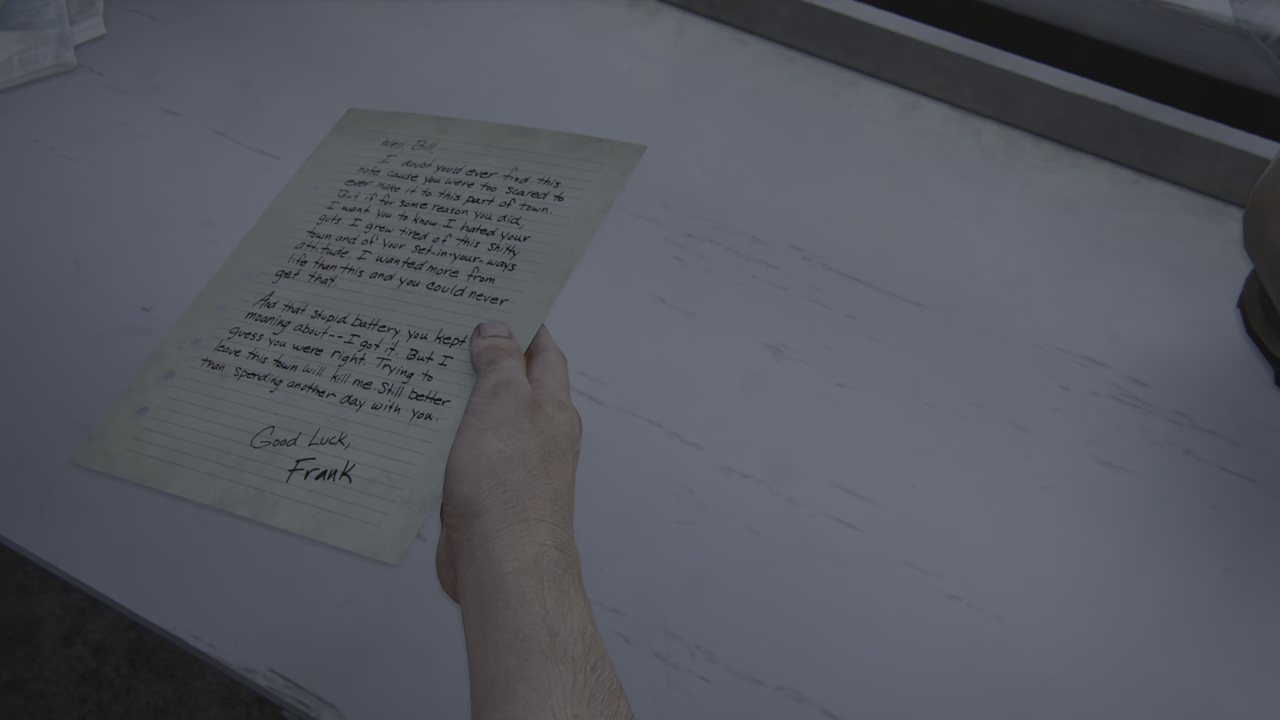 Well Bill,
I doubt you'd ever find this
note cause you were too scared to
ever make it to this part of town.
But if for some reason you did,
I want you to know I hated your
guts. I grew tired of this shitty
town and of your set-in-your-ways
attitude. I wanted more from
life than this and you could never
get that.
And that stupid battery you kept
moaning about--I got it. But I
guess you were right. Trying to
leave this town will kill me. Still better
than spending another day with you.
Good Luck,
Frank